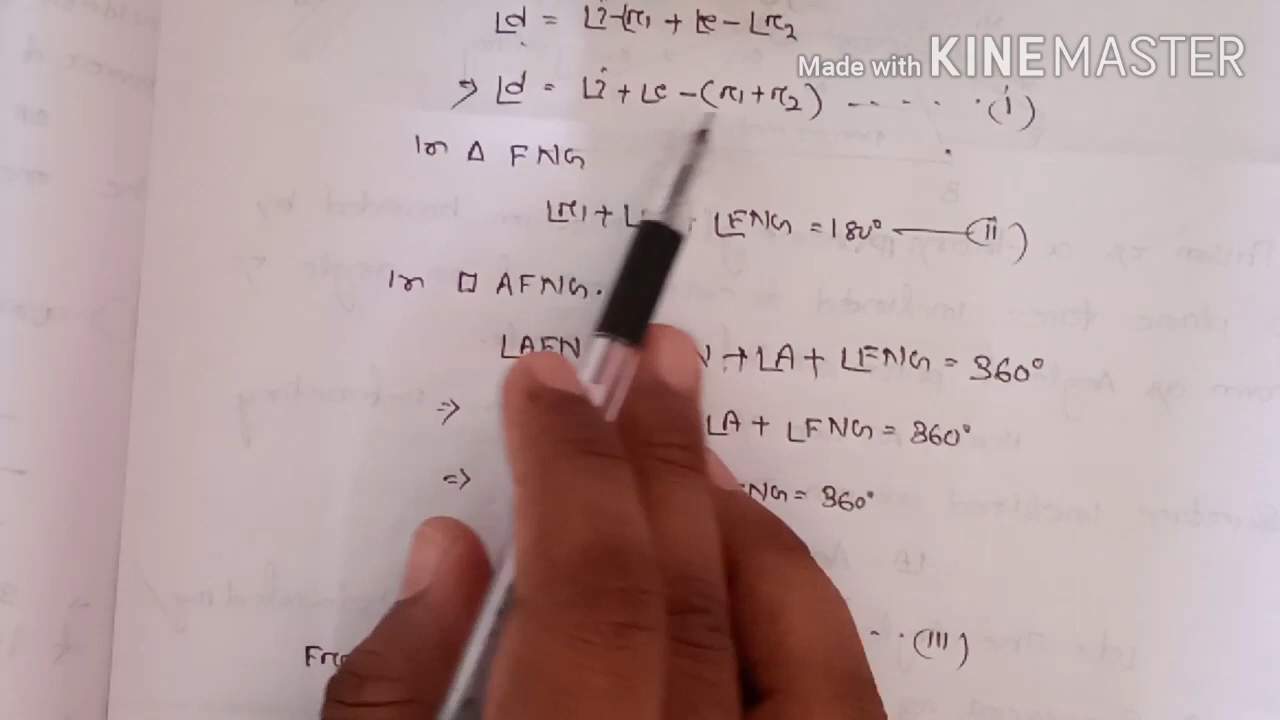 ∠d = ∠i - ∠r1 + ∠e - ∠r2
Made with KINEMASTER
⇒ ∠d = ∠i + ∠e - (r1 + r2) - - - - . (i)
In Δ FNG
∠r1 + ∠ ∠FNG = 180° —— (ii)
In □ AFNG.
∠AFN N + ∠A + ∠FNG = 360°
⇒ ∠A + ∠FNG = 360°
⇒ NG = 360°
- . . (III)